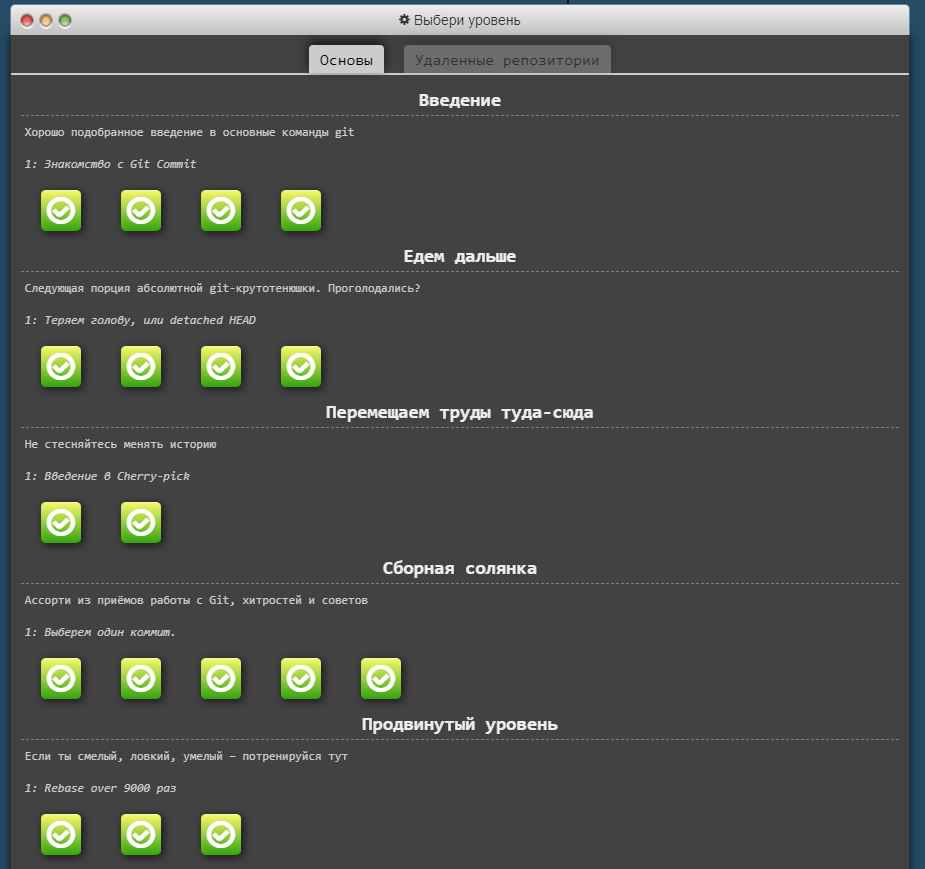 Выбери уровень
Основы
Удаленные репозитории
Введение
Хорошо подобранное введение в основные команды git
1: Знакомство с Git Commit
Едем дальше
Следующая порция абсолютной git-крутотенюшки. Проголодались?
1: Теряем голову, или detached HEAD
Перемещаем труды туда-сюда
Не стесняйтесь менять историю
1: Введение в Cherry-pick
Сборная солянка
Ассорти из приёмов работы с Git, хитростей и советов
1: Выберем один коммит.
Продвинутый уровень
Если ты смелый, ловкий, умелый – потренируйся тут
1: Rebase over 9000 раз